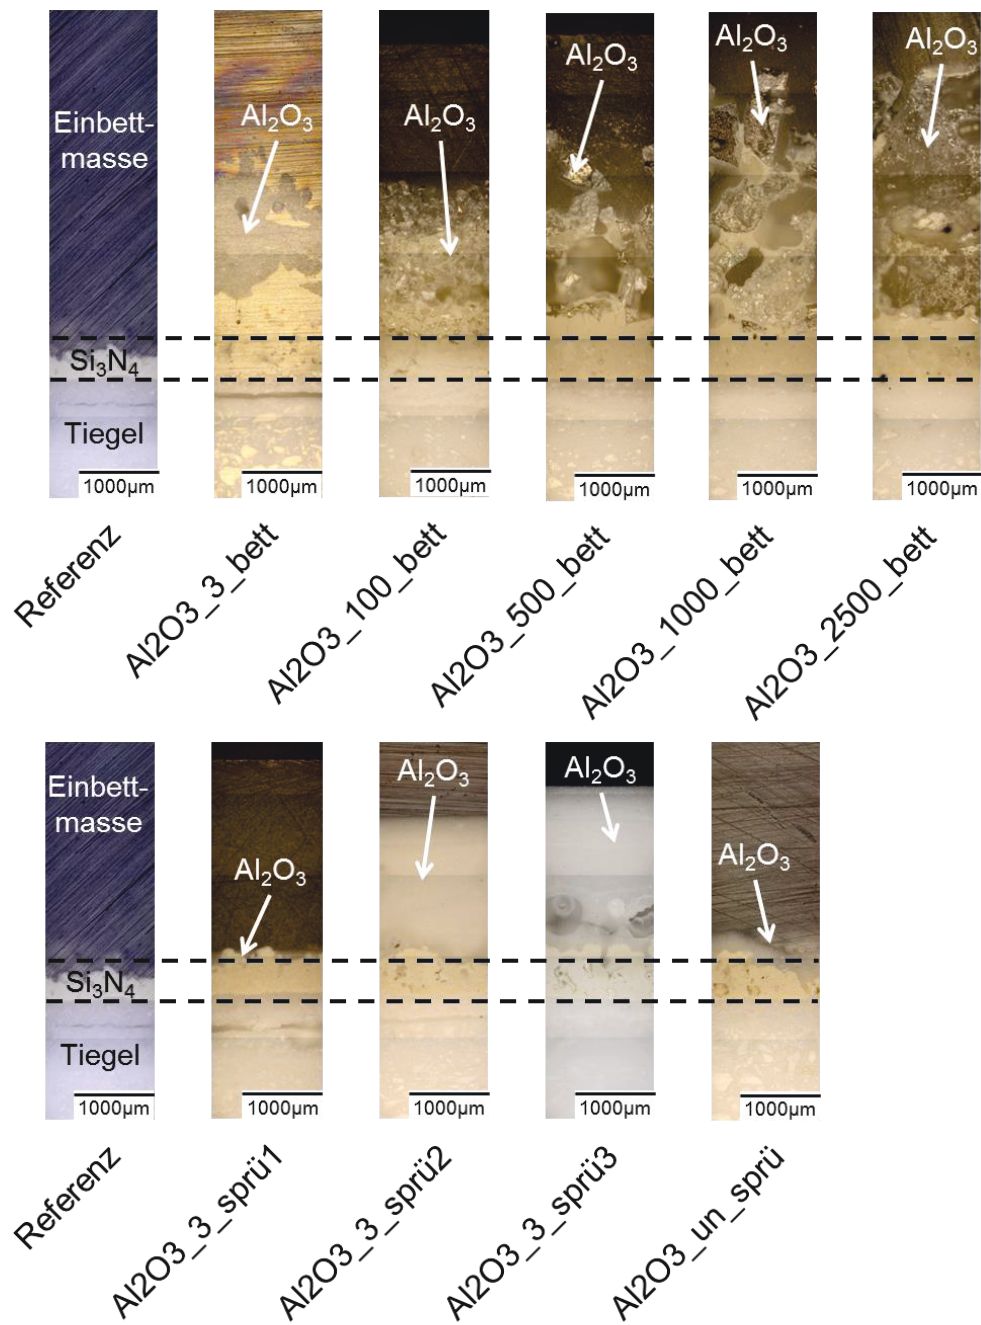 Einbett-
masse
Si₃N₄
Tiegel
1000µm
Al₂O₃
1000µm
Al₂O₃
1000µm
Al₂O₃
1000µm
Al₂O₃
1000µm
Al₂O₃
1000µm
Referenz
Al2O3_3_bett
Al2O3_100_bett
Al2O3_500_bett
Al2O3_1000_bett
Al2O3_2500_bett
Einbett-
masse
Si₃N₄
Tiegel
1000µm
Al₂O₃
1000µm
Al₂O₃
1000µm
Al₂O₃
1000µm
Al₂O₃
1000µm
Referenz
Al2O3_3_sprü1
Al2O3_3_sprü2
Al2O3_3_sprü3
Al2O3_un_sprü